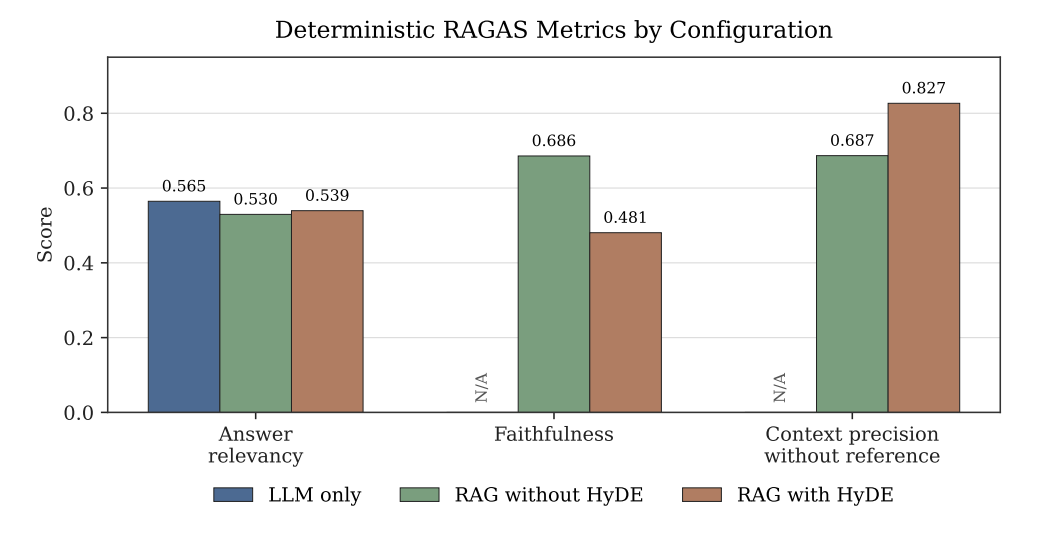 Deterministic RAGAS Metrics by Configuration
Score
0.8
0.6
0.4
0.2
0.0
0.565
0.530
0.539
N/A
0.686
0.481
N/A
0.687
0.827
Answer
relevancy
Faithfulness
Context precision
without reference
LLM only
RAG without HyDE
RAG with HyDE